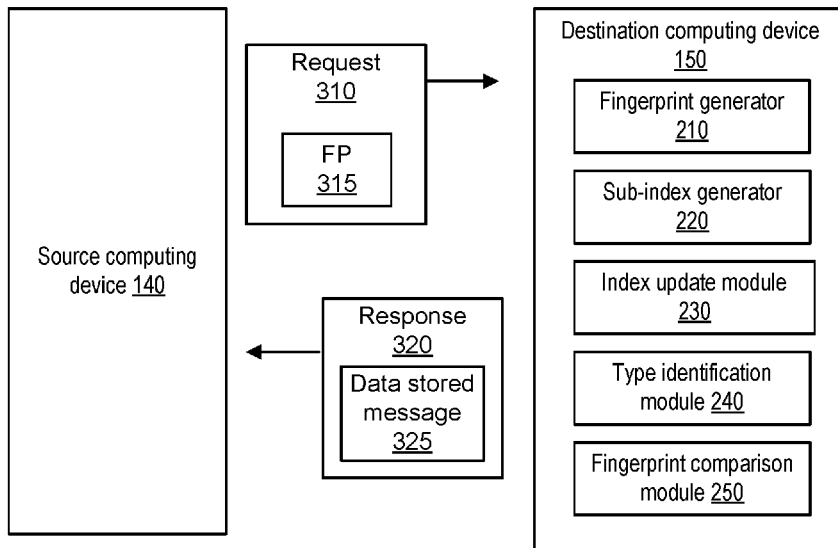 Source computing
device 140
Request
310
FP
315
Response
320
Data stored
message
325
Destination computing device
150
Fingerprint generator
210
Sub-index generator
220
Index update module
230
Type identification
module 240
Fingerprint comparison
module 250